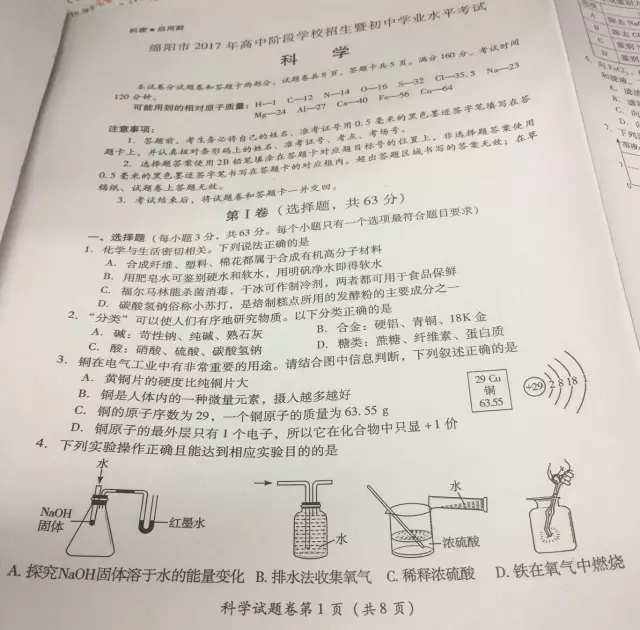 机密★启用前
绵阳市2017年高中阶段学校招生暨初中学业水平考试
科 学
本试卷分试题卷和答题卡两部分。试题卷共8页,答题卡共5页。满分160分。考试时间
120分钟。
可能用到的相对原子质量:H—1 C—12 N—14 O—16 S—32 Cl—35.5 Na—23
Mg—24 Al—27 Ca—40 Fe—56 Cu—64
注意事项:
1. 答题前,考生务必将自己的姓名、准考证号用0.5毫米的黑色墨迹签字笔填写在答
题卡上,并认真核对条形码上的姓名、准考证号、考点、考场号。
2. 选择题答案使用2B铅笔填涂在答题卡对应题目标号的位置上,非选择题答案使用
0.5毫米的黑色墨迹签字笔书写在答题卡的对应框内。超出答题区域书写的答案无效;在草
稿纸、试题卷上答题无效。
3. 考试结束后,将试题卷和答题卡一并交回。
第Ⅰ卷(选择题,共63分)
一、选择题(每小题3分,共63分。每个小题只有一个选项最符合题目要求)
1. 化学与生活密切相关。下列说法正确的是
A. 合成纤维、塑料、棉花都属于合成有机高分子材料
B. 用肥皂水可鉴别硬水和软水,用明矾净水即得软水
C. 福尔马林能杀菌消毒,干冰可作制冷剂,两者都可用于食品保鲜
D. 碳酸氢钠俗称小苏打,是焙制糕点所用的发酵粉的主要成分之一
2. “分类”可以使人们有序地研究物质。以下分类正确的是
A. 碱:苛性钠、纯碱、熟石灰 B. 合金:硬铝、青铜、18K金
C. 酸:硝酸、硫酸、碳酸氢钠 D. 糖类:蔗糖、纤维素、蛋白质
3. 铜在电气工业中有非常重要的用途。请结合图中信息判断,下列叙述正确的是
A. 黄铜片的硬度比纯铜片大
B. 铜是人体内的一种微量元素,摄入越多越好
C. 铜的原子序数为29,一个铜原子的质量为63.55 g
D. 铜原子的最外层只有1个电子,所以它在化合物中只显+1价
29 Cu
铜
63.55
+29 2 8 18 1
4. 下列实验操作正确且能达到相应实验目的的是
水
NaOH
固体
红墨水
水
水
浓硫酸
A. 探究NaOH固体溶于水的能量变化 B. 排水法收集氧气 C. 稀释浓硫酸 D. 铁在氧气中燃烧
科学试题卷第1页(共8页)